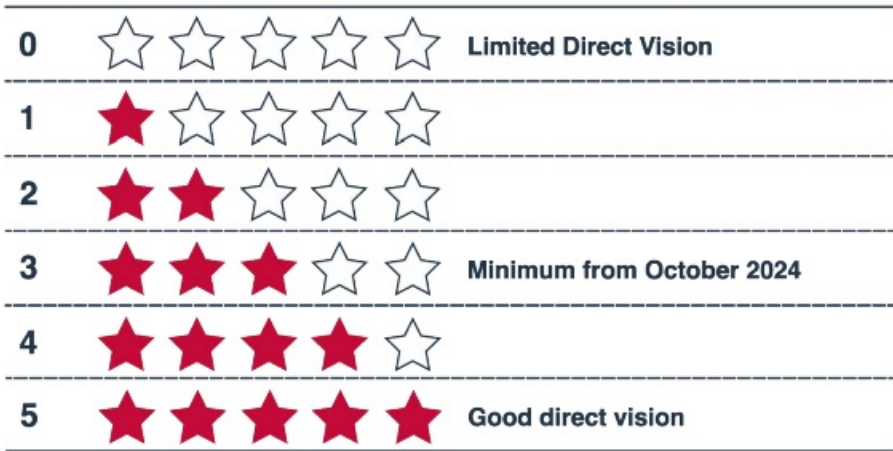 0 Limited Direct Vision
1
2
3 Minimum from October 2024
4
5 Good direct vision